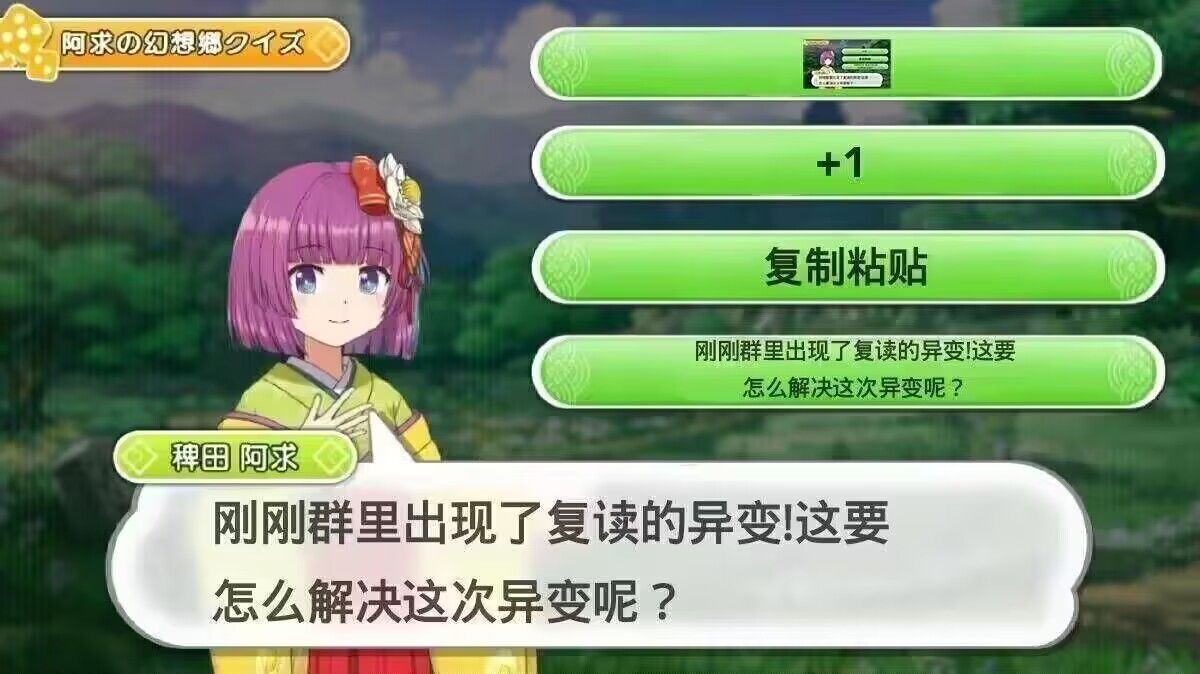 阿求の幻想郷クイズ
+1
复制粘贴
刚刚群里出现了复读的异变!这要
怎么解决这次异变呢？
稗田 阿求
刚刚群里出现了复读的异变!这要
怎么解决这次异变呢？